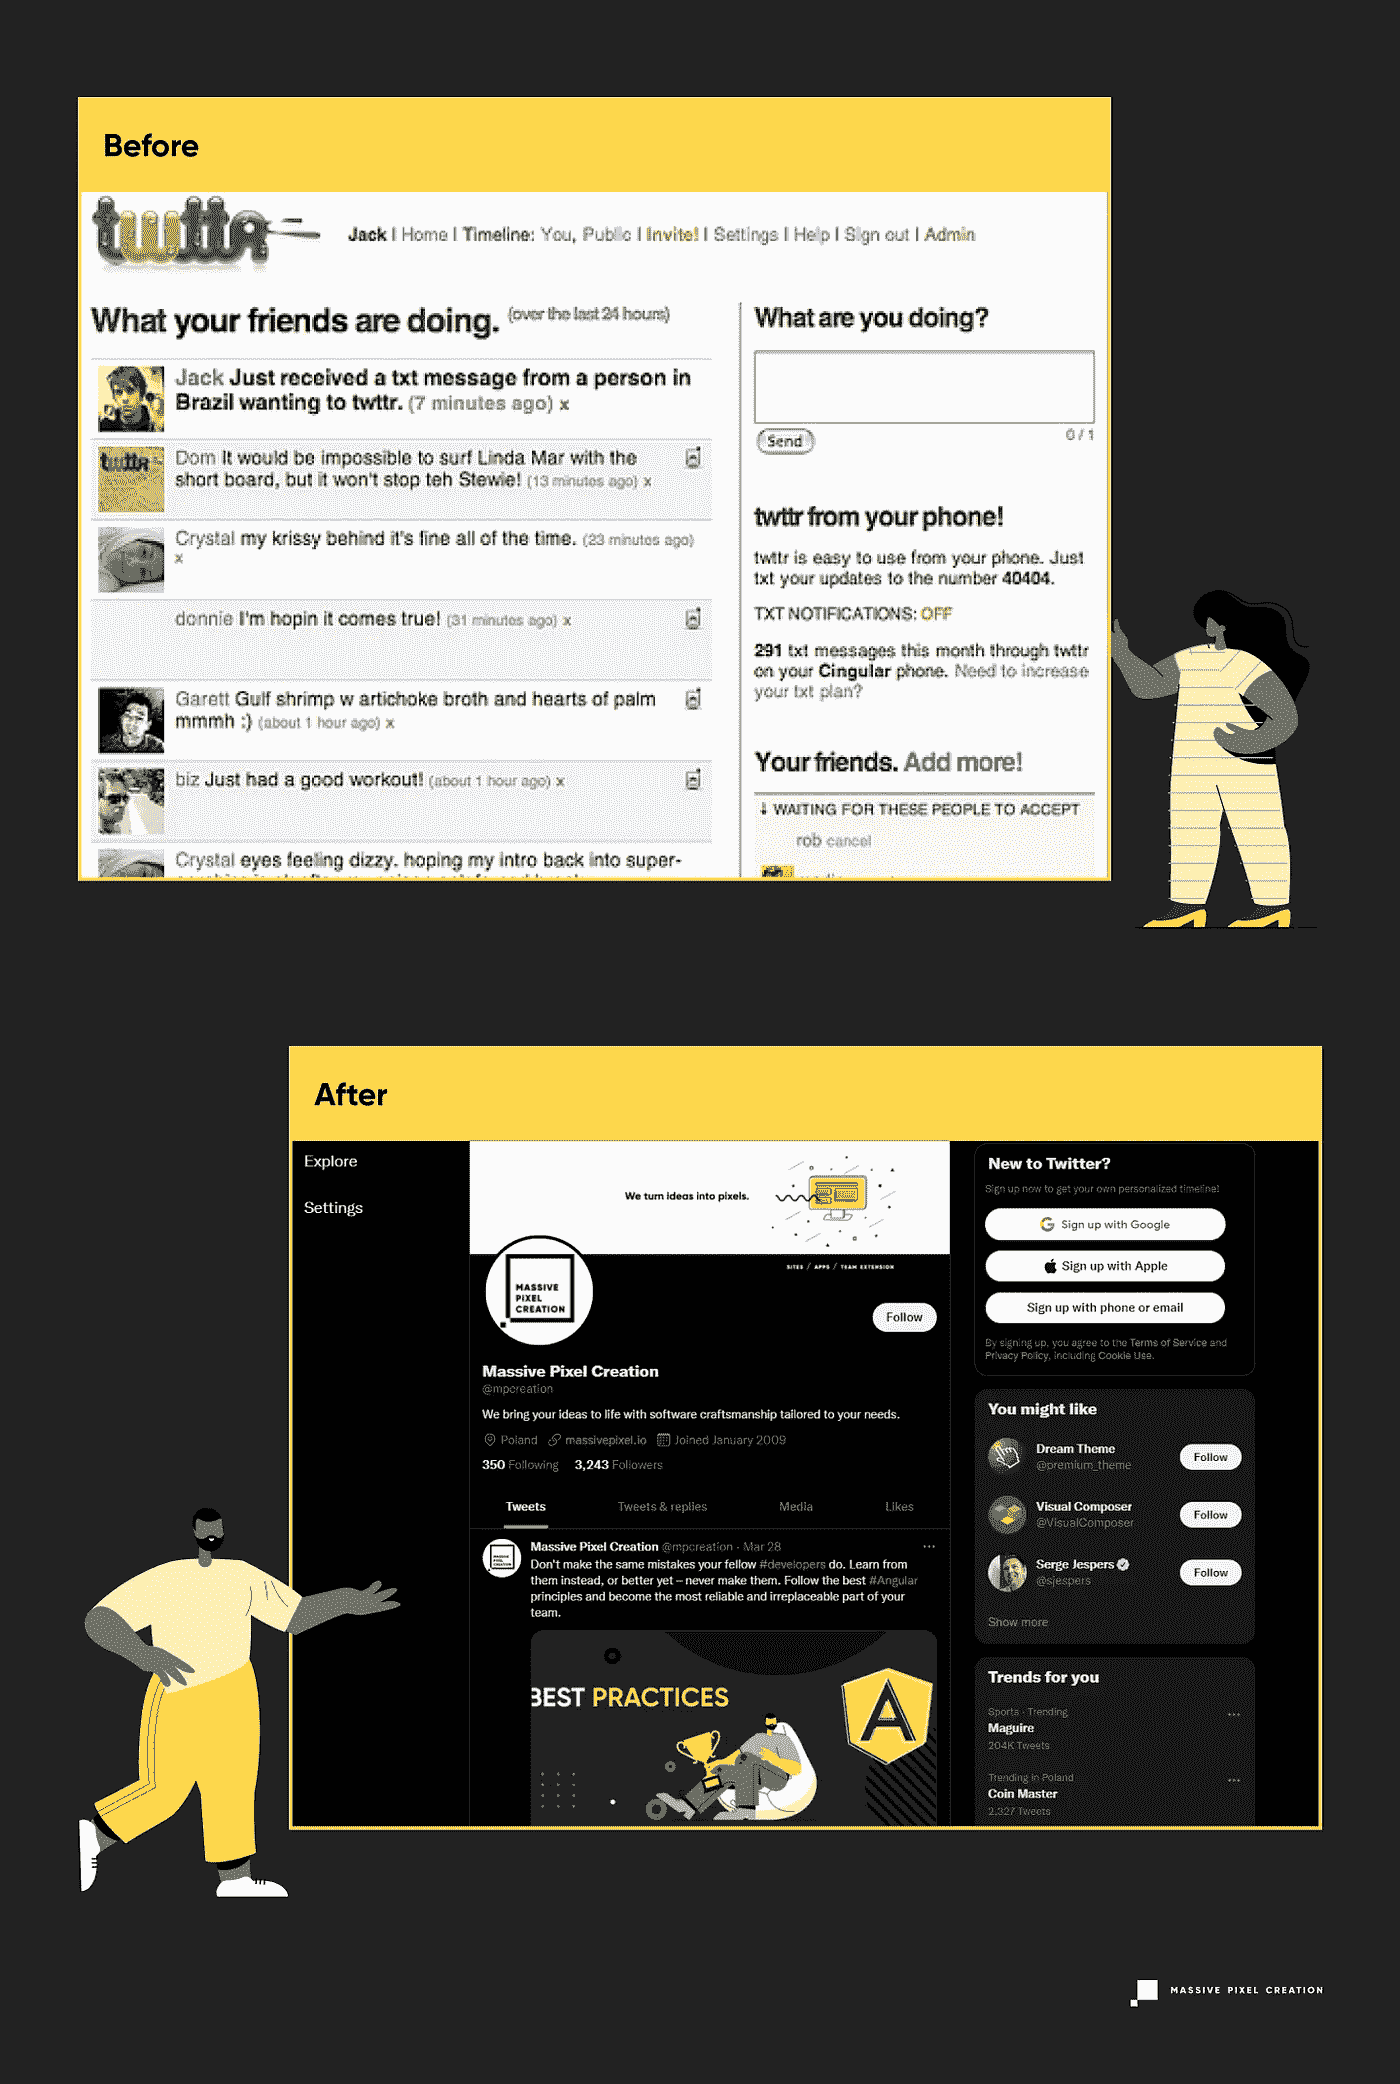 Before
twttr
Jack | Home | Timeline: You, Public | Invite! | Settings | Help | Sign out | Admin
What your friends are doing. (over the last 24 hours)
Jack Just received a txt message from a person in
Brazil wanting to twttr. (7 minutes ago) x
twttr
Dom It would be impossible to surf Linda Mar with the
short board, but it won't stop teh Stewie! (13 minutes ago) x
Crystal my krissy behind it's fine all of the time. (23 minutes ago)
x
donnie I'm hopin it comes true! (31 minutes ago) x
Garett Gulf shrimp w artichoke broth and hearts of palm
mmmh :) (about 1 hour ago) x
biz Just had a good workout! (about 1 hour ago) x
Crystal eyes feeling dizzy. hoping my intro back into super-
What are you doing?
Send
0 / 1
twttr from your phone!
twttr is easy to use from your phone. Just
txt your updates to the number 40404.
TXT NOTIFICATIONS: OFF
291 txt messages this month through twttr
on your Cingular phone. Need to increase
your txt plan?
Your friends. Add more!
WAITING FOR THESE PEOPLE TO ACCEPT
rob cancel
After
Explore
Settings
We turn ideas into pixels.
SITES / APPS / TEAM EXTENSION
MASSIVE
PIXEL
CREATION
Follow
Massive Pixel Creation
@mpcreation
We bring your ideas to life with software craftsmanship tailored to your needs.
Poland massivepixel.io Joined January 2009
350 Following 3,243 Followers
Tweets Tweets & replies Media Likes
MASSIVE
PIXEL
CREATION
Massive Pixel Creation @mpcreation · Mar 28 ...
Don't make the same mistakes your fellow #developers do. Learn from
them instead, or better yet – never make them. Follow the best #Angular
principles and become the most reliable and irreplaceable part of your
team.
BEST PRACTICES
A
New to Twitter?
Sign up now to get your own personalized timeline!
Sign up with Google
Sign up with Apple
Sign up with phone or email
By signing up, you agree to the Terms of Service and
Privacy Policy, including Cookie Use.
You might like
Dream Theme
@premium_theme
Follow
Visual Composer
@VisualComposer
Follow
Serge Jespers
@sjespers
Follow
Show more
Trends for you
Sports · Trending ...
Maguire
204K Tweets
Trending in Poland ...
Coin Master
2,327 Tweets
MASSIVE PIXEL CREATION